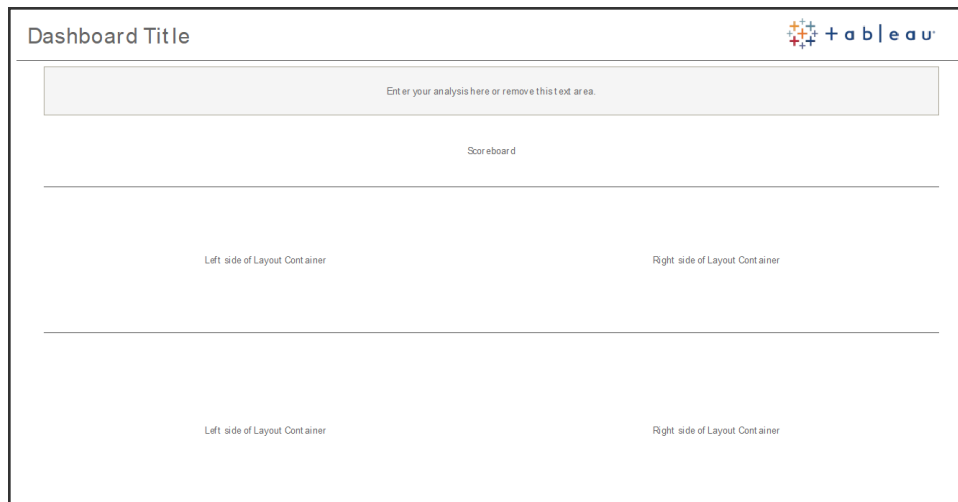 Dashboard Title
+ableau
Enter your analysis here or remove this text area.
Scoreboard
Left side of Layout Container
Right side of Layout Container
Left side of Layout Container
Right side of Layout Container